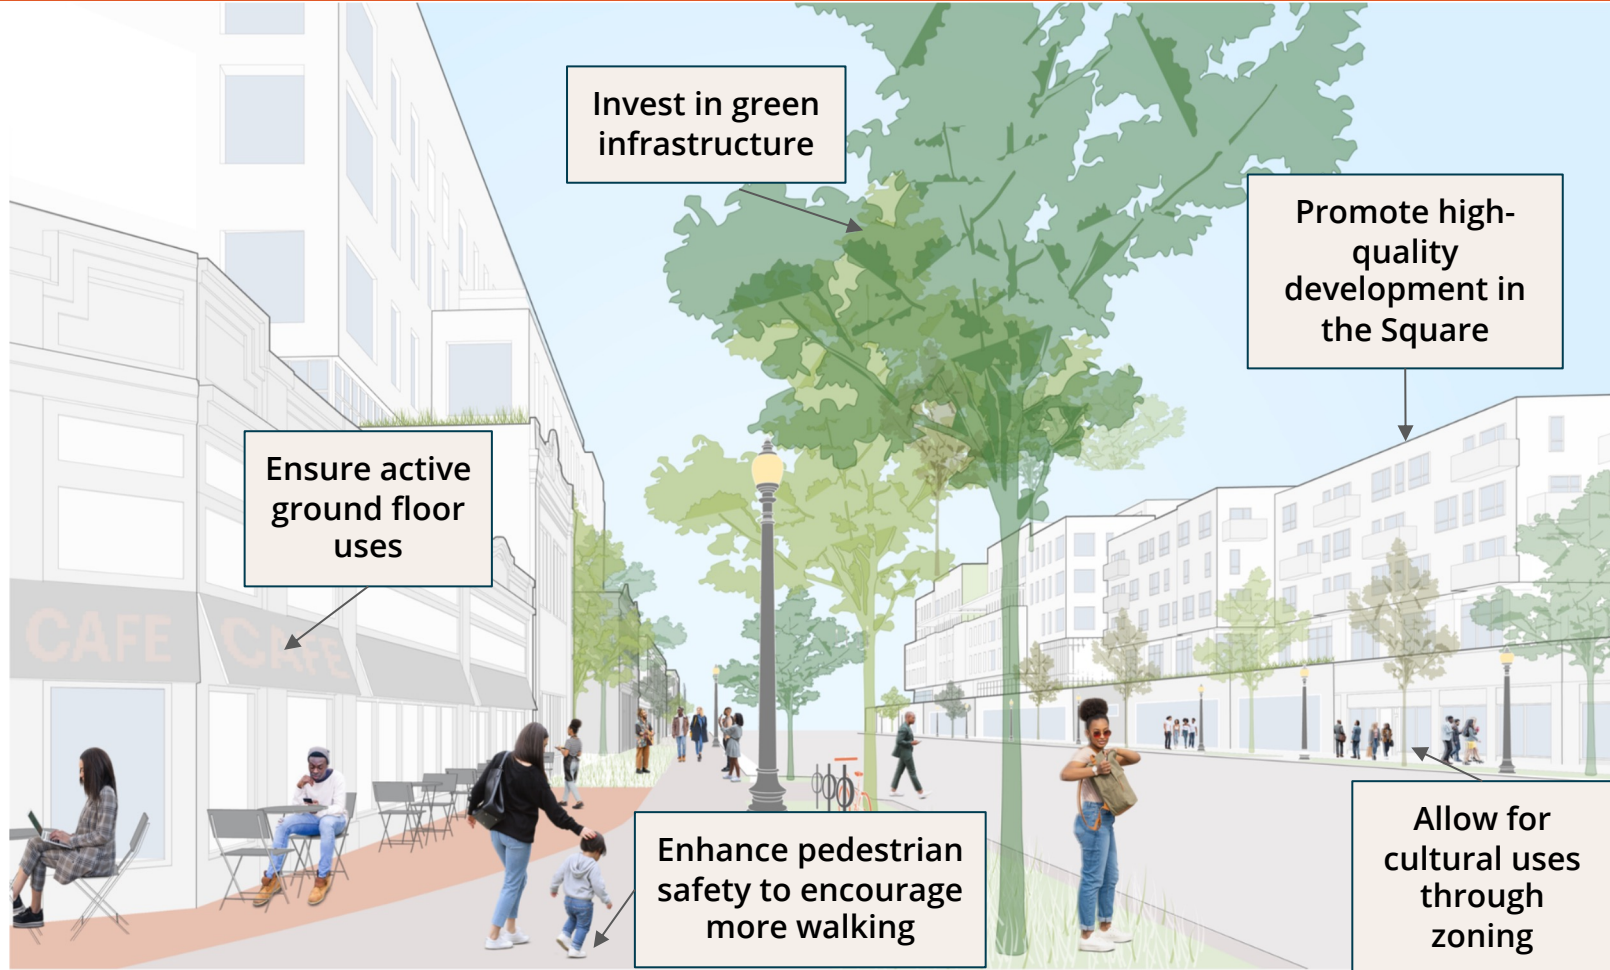 Invest in green
infrastructure
Promote high-
quality
development in
the Square
Ensure active
ground floor
uses
CAFE
CAFE
Enhance pedestrian
safety to encourage
more walking
Allow for
cultural uses
through
zoning